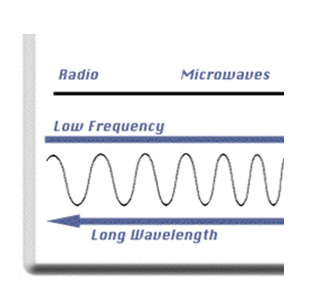 Radio Microwaves
Low Frequency
Long Wavelength